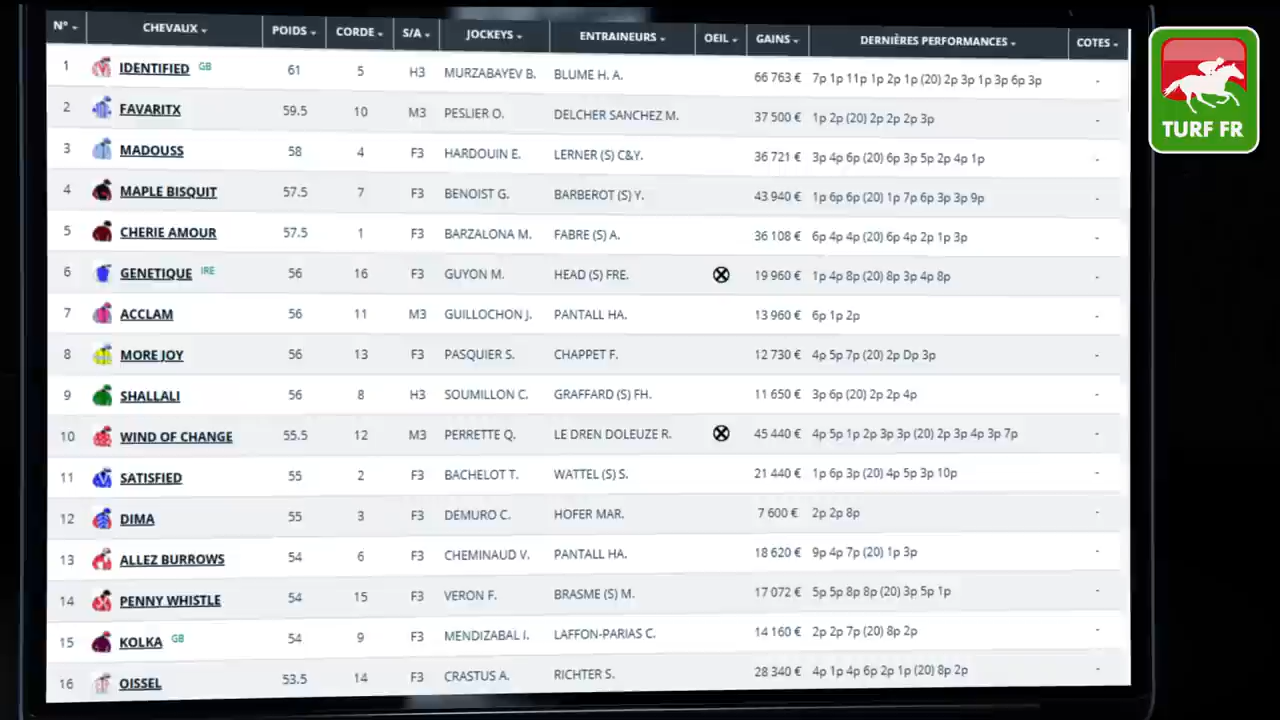 N° CHEVAUX POIDS CORDE S/A JOCKEYS ENTRAINEURS OEIL GAINS DERNIÈRES PERFORMANCES COTES
1 IDENTIFIED GB 61 5 H3 MURZABAYEV B. BLUME H. A. 66 763 € 7p 1p 11p 1p 2p 1p (20) 2p 3p 1p 3p 6p 3p -
2 FAVARITX 59.5 10 M3 PESLIER O. DELCHER SANCHEZ M. 37 500 € 1p 2p (20) 2p 2p 2p 3p -
3 MADOUSS 58 4 F3 HARDOUIN E. LERNER (S) C&Y. 36 721 € 3p 4p 6p (20) 6p 3p 5p 2p 4p 1p -
4 MAPLE BISQUIT 57.5 7 F3 BENOIST G. BARBEROT (S) Y. 43 940 € 1p 6p 6p (20) 1p 7p 6p 3p 3p 9p -
5 CHERIE AMOUR 57.5 1 F3 BARZALONA M. FABRE (S) A. 36 108 € 6p 4p 4p (20) 6p 4p 2p 1p 3p -
6 GENETIQUE IRE 56 16 F3 GUYON M. HEAD (S) FRE. 19 960 € 1p 4p 8p (20) 8p 3p 4p 8p -
7 ACCLAM 56 11 M3 GUILLOCHON J. PANTALL HA. 13 960 € 6p 1p 2p -
8 MORE JOY 56 13 F3 PASQUIER S. CHAPPET F. 12 730 € 4p 5p 7p (20) 2p Dp 3p -
9 SHALLALI 56 8 H3 SOUMILLON C. GRAFFARD (S) FH. 11 650 € 3p 6p (20) 2p 2p 4p -
10 WIND OF CHANGE 55.5 12 M3 PERRETTE Q. LE DREN DOLEUZE R. 45 440 € 4p 5p 1p 2p 3p 3p (20) 2p 3p 4p 3p 7p -
11 SATISFIED 55 2 F3 BACHELOT T. WATTEL (S) S. 21 440 € 1p 6p 3p (20) 4p 5p 3p 10p -
12 DIMA 55 3 F3 DEMURO C. HOFER MAR. 7 600 € 2p 2p 8p -
13 ALLEZ BURROWS 54 6 F3 CHEMINAUD V. PANTALL HA. 18 620 € 9p 4p 7p (20) 1p 3p -
14 PENNY WHISTLE 54 15 F3 VERON F. BRASME (S) M. 17 072 € 5p 5p 8p 8p (20) 3p 5p 1p -
15 KOLKA GB 54 9 F3 MENDIZABAL I. LAFFON-PARIAS C. 14 160 € 2p 2p 7p (20) 8p 2p -
16 OISSEL 53.5 14 F3 CRASTUS A. RICHTER S. 28 340 € 4p 1p 4p 6p 2p 1p (20) 8p 2p -
TURF FR